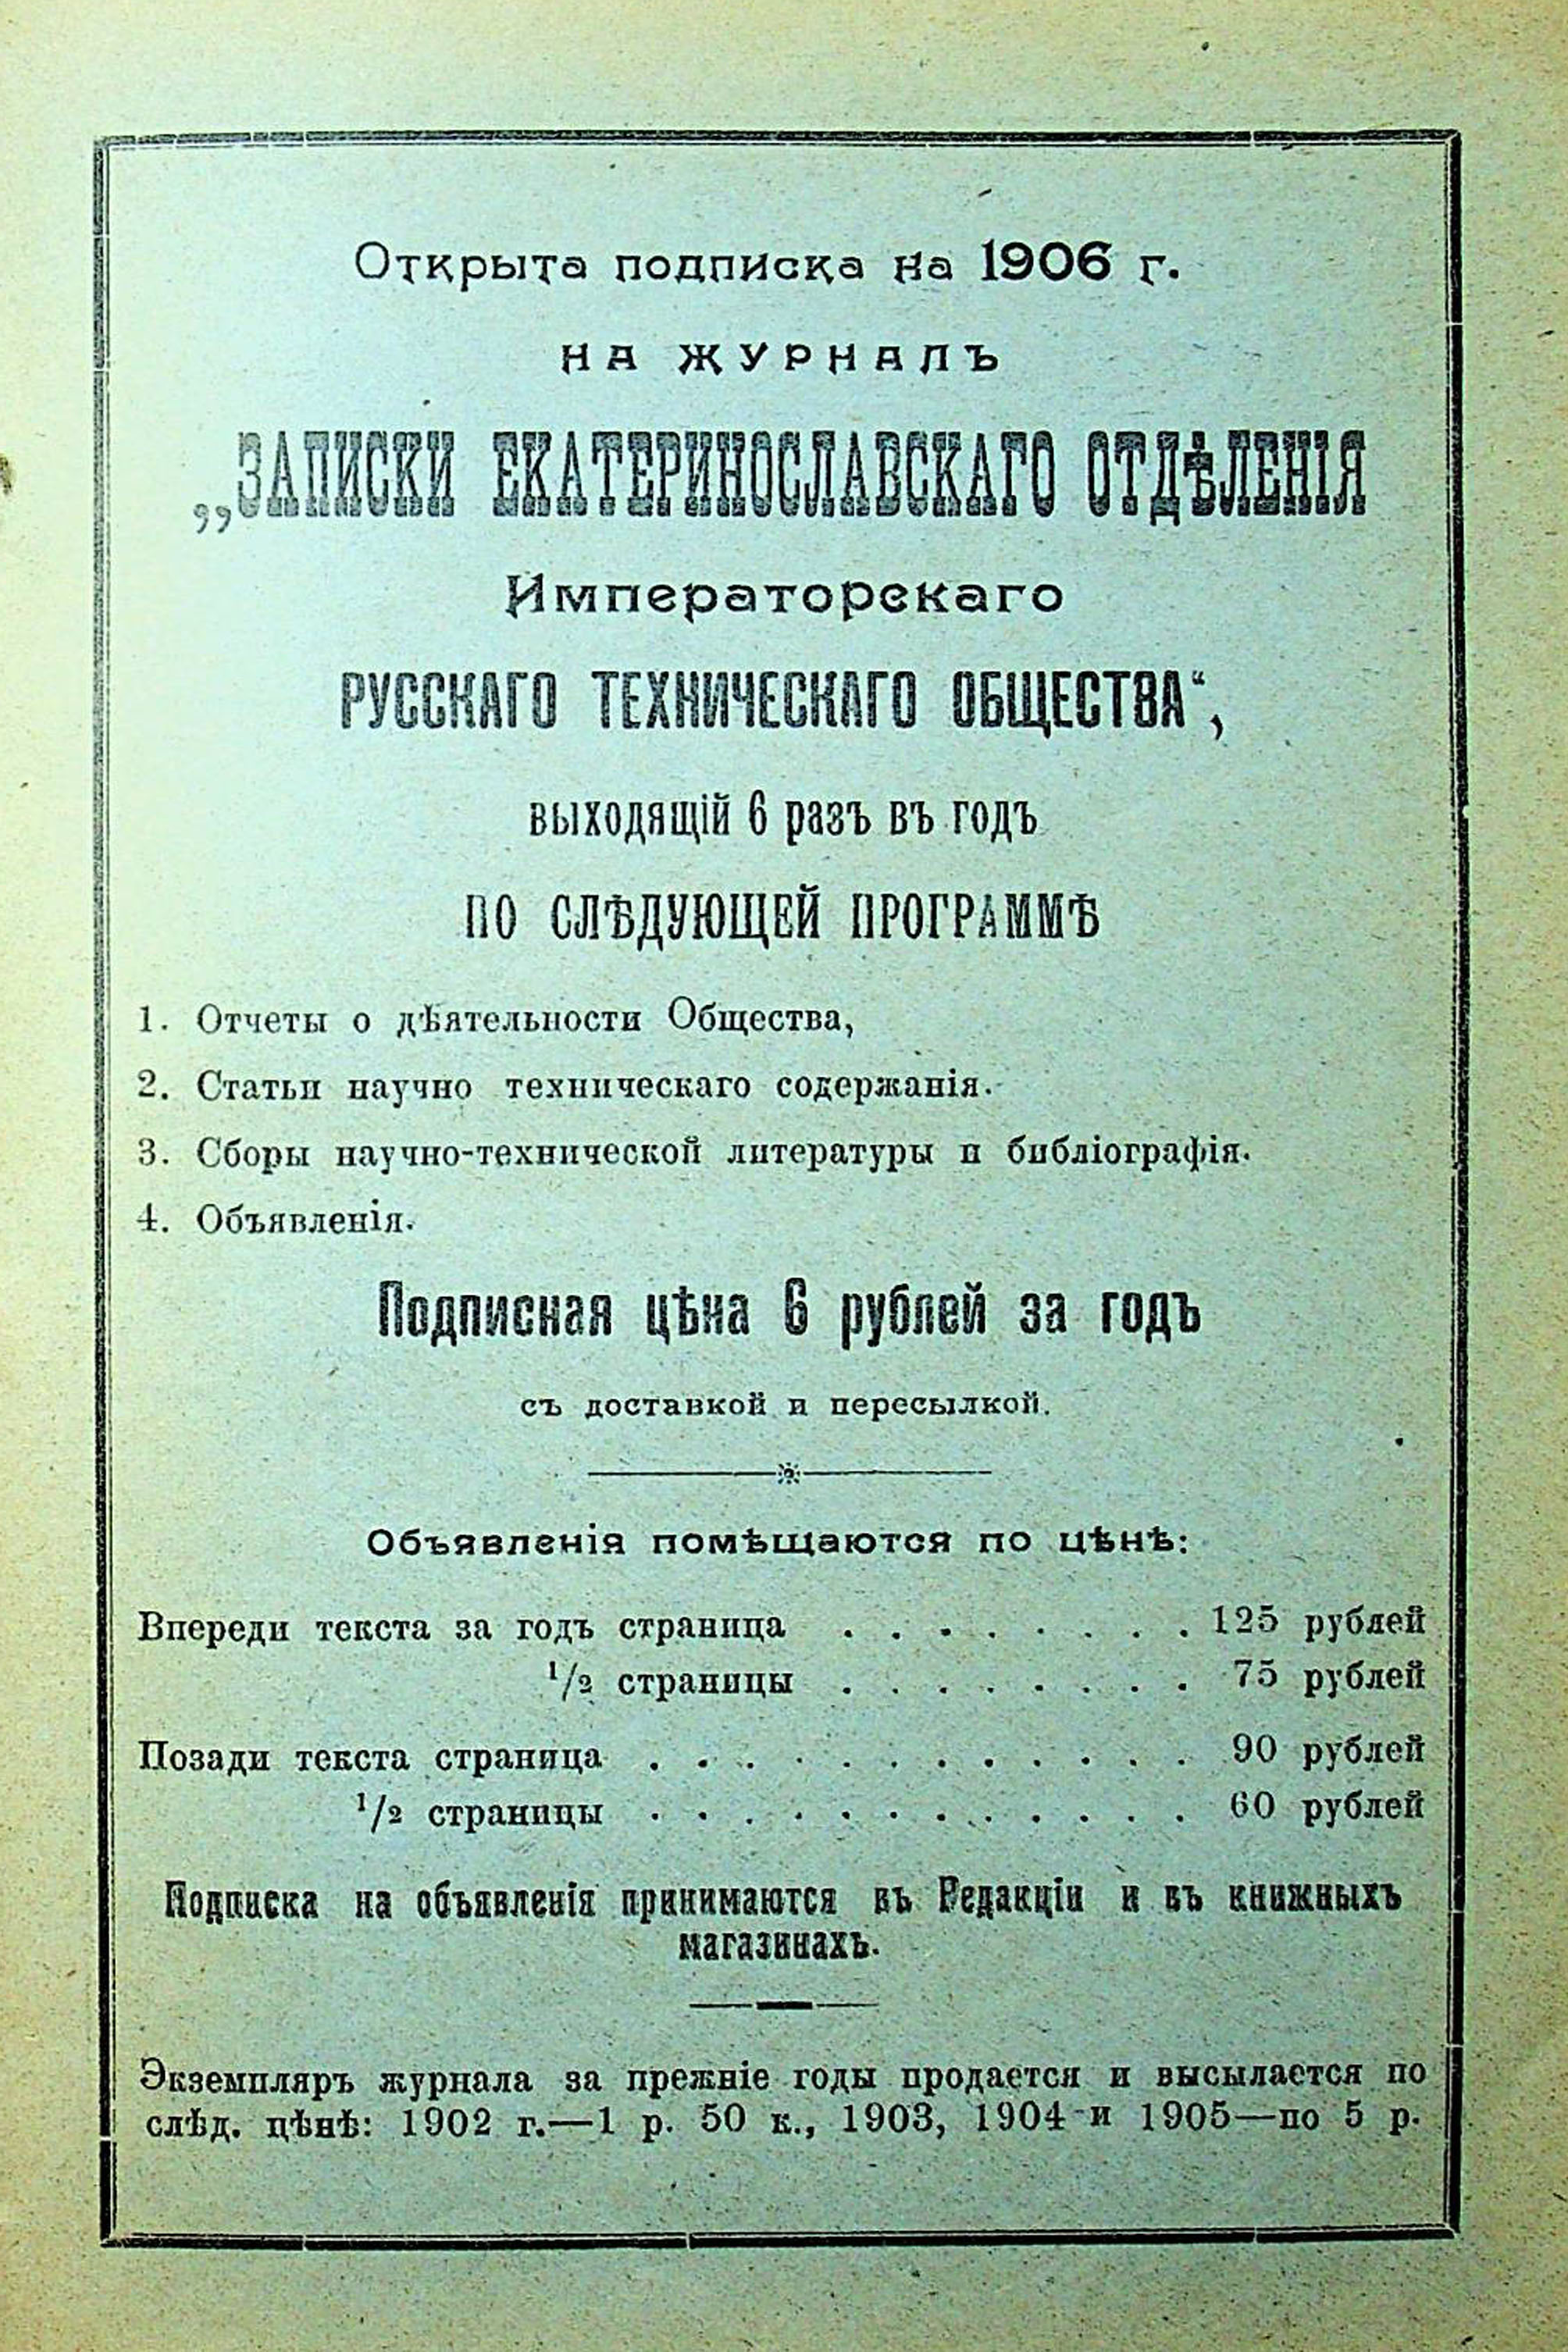 Открыта подписка на 1906 г.
НА ЖУРНАЛЪ
„ЗАПИСКИ ЕКАТЕРИНОСЛАВСКАГО ОТДѢЛЕНІЯ
Императорскаго
РУССКАГО ТЕХНИЧЕСКАГО ОБЩЕСТВА“,
выходящій 6 разъ въ годъ
ПО СЛѢДУЮЩЕЙ ПРОГРАММѢ
1. Отчеты о дѣятельности Общества,
2. Статьи научно техническаго содержанія.
3. Сборы научно-технической литературы и библіографія.
4. Объявленія.
Подписная цѣна 6 рублей за годъ
съ доставкой и пересылкой.
Объявленія помѣщаются по цѣнѣ:
Впереди текста за годъ страница . . . . . . . . 125 рублей
1/2 страницы . . . . . . . . 75 рублей
Позади текста страница . . . . . . . . . . . . 90 рублей
1/2 страницы . . . . . . . . . . . . 60 рублей
Подписка на объявленія принимаются въ Редакціи и въ книжныхъ
магазинахъ.
Экземпляръ журнала за прежніе годы продается и высылается по
слѣд. цѣнѣ: 1902 г.—1 р. 50 к., 1903, 1904 и 1905—по 5 р.